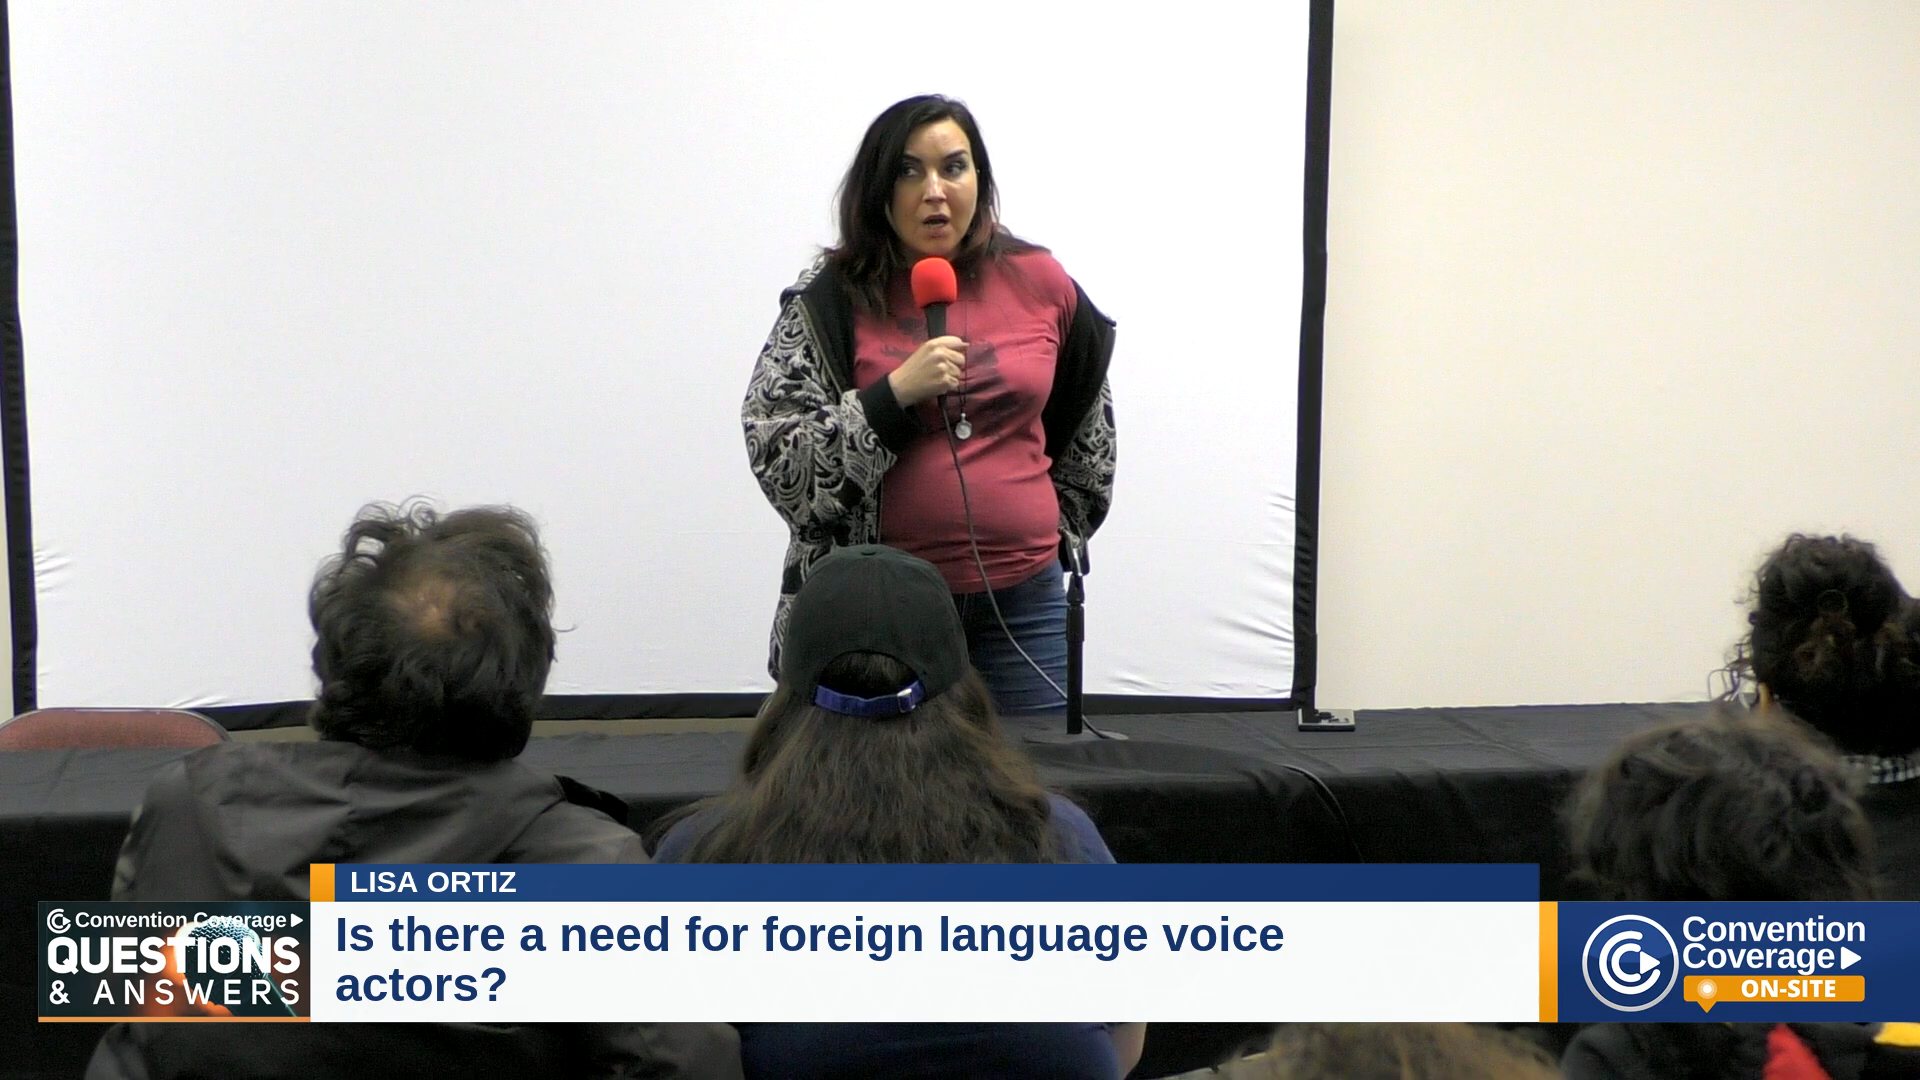 LISA ORTIZ
Convention Coverage
QUESTIONS
& ANSWERS
Is there a need for foreign language voice
actors?
Convention
Coverage
ON-SITE